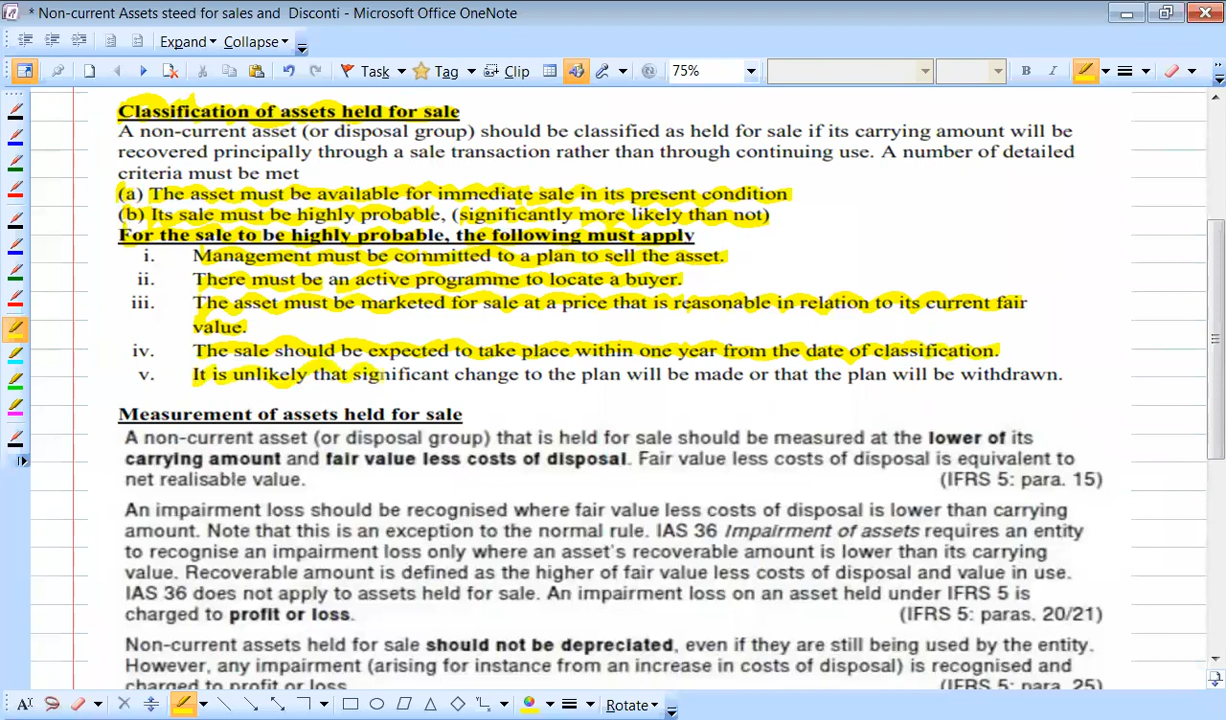 * Non-current Assets steed for sales and Disconti - Microsoft Office OneNote
Expand Collapse
Task Tag Clip 75% B I
Classification of assets held for sale
A non-current asset (or disposal group) should be classified as held for sale if its carrying amount will be
recovered principally through a sale transaction rather than through continuing use. A number of detailed
criteria must be met
(a) The asset must be available for immediate sale in its present condition
(b) Its sale must be highly probable, (significantly more likely than not)
For the sale to be highly probable, the following must apply
i. Management must be committed to a plan to sell the asset.
ii. There must be an active programme to locate a buyer.
iii. The asset must be marketed for sale at a price that is reasonable in relation to its current fair
value.
iv. The sale should be expected to take place within one year from the date of classification.
v. It is unlikely that significant change to the plan will be made or that the plan will be withdrawn.
Measurement of assets held for sale
A non-current asset (or disposal group) that is held for sale should be measured at the lower of its
carrying amount and fair value less costs of disposal. Fair value less costs of disposal is equivalent to
net realisable value. (IFRS 5: para. 15)
An impairment loss should be recognised where fair value less costs of disposal is lower than carrying
amount. Note that this is an exception to the normal rule. IAS 36 Impairment of assets requires an entity
to recognise an impairment loss only where an asset's recoverable amount is lower than its carrying
value. Recoverable amount is defined as the higher of fair value less costs of disposal and value in use.
IAS 36 does not apply to assets held for sale. An impairment loss on an asset held under IFRS 5 is
charged to profit or loss. (IFRS 5: paras. 20/21)
Non-current assets held for sale should not be depreciated, even if they are still being used by the entity.
However, any impairment (arising for instance from an increase in costs of disposal) is recognised and
charged to profit or loss (IFRS 5: para. 25)
Rotate